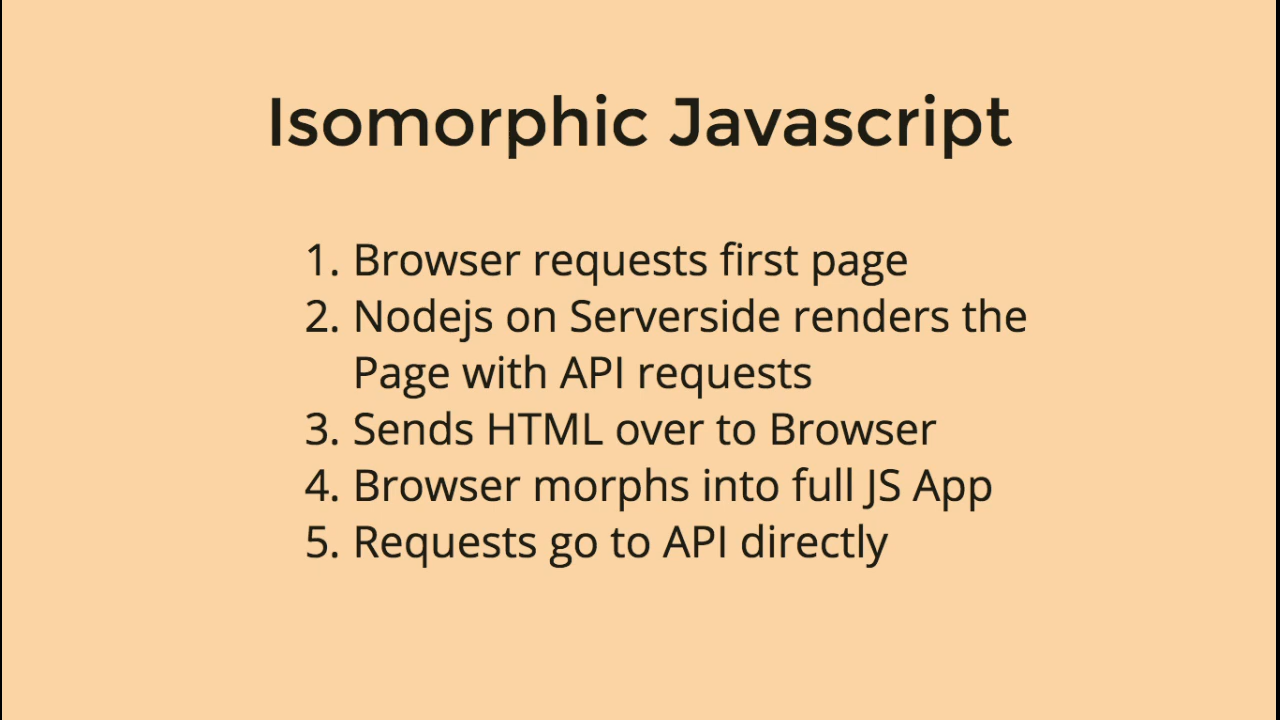 Isomorphic Javascript
1. Browser requests first page
2. Nodejs on Serverside renders the
Page with API requests
3. Sends HTML over to Browser
4. Browser morphs into full JS App
5. Requests go to API directly